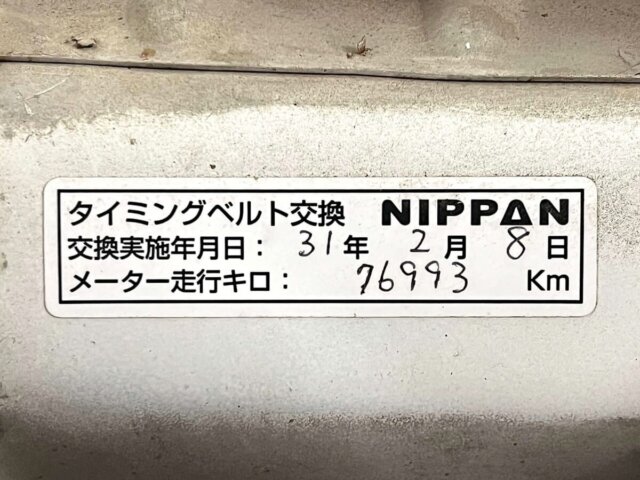 タイミングベルト交換 NIPPAN
交換実施年月日： 31年 2月 8日
メーター走行キロ： 76993 Km